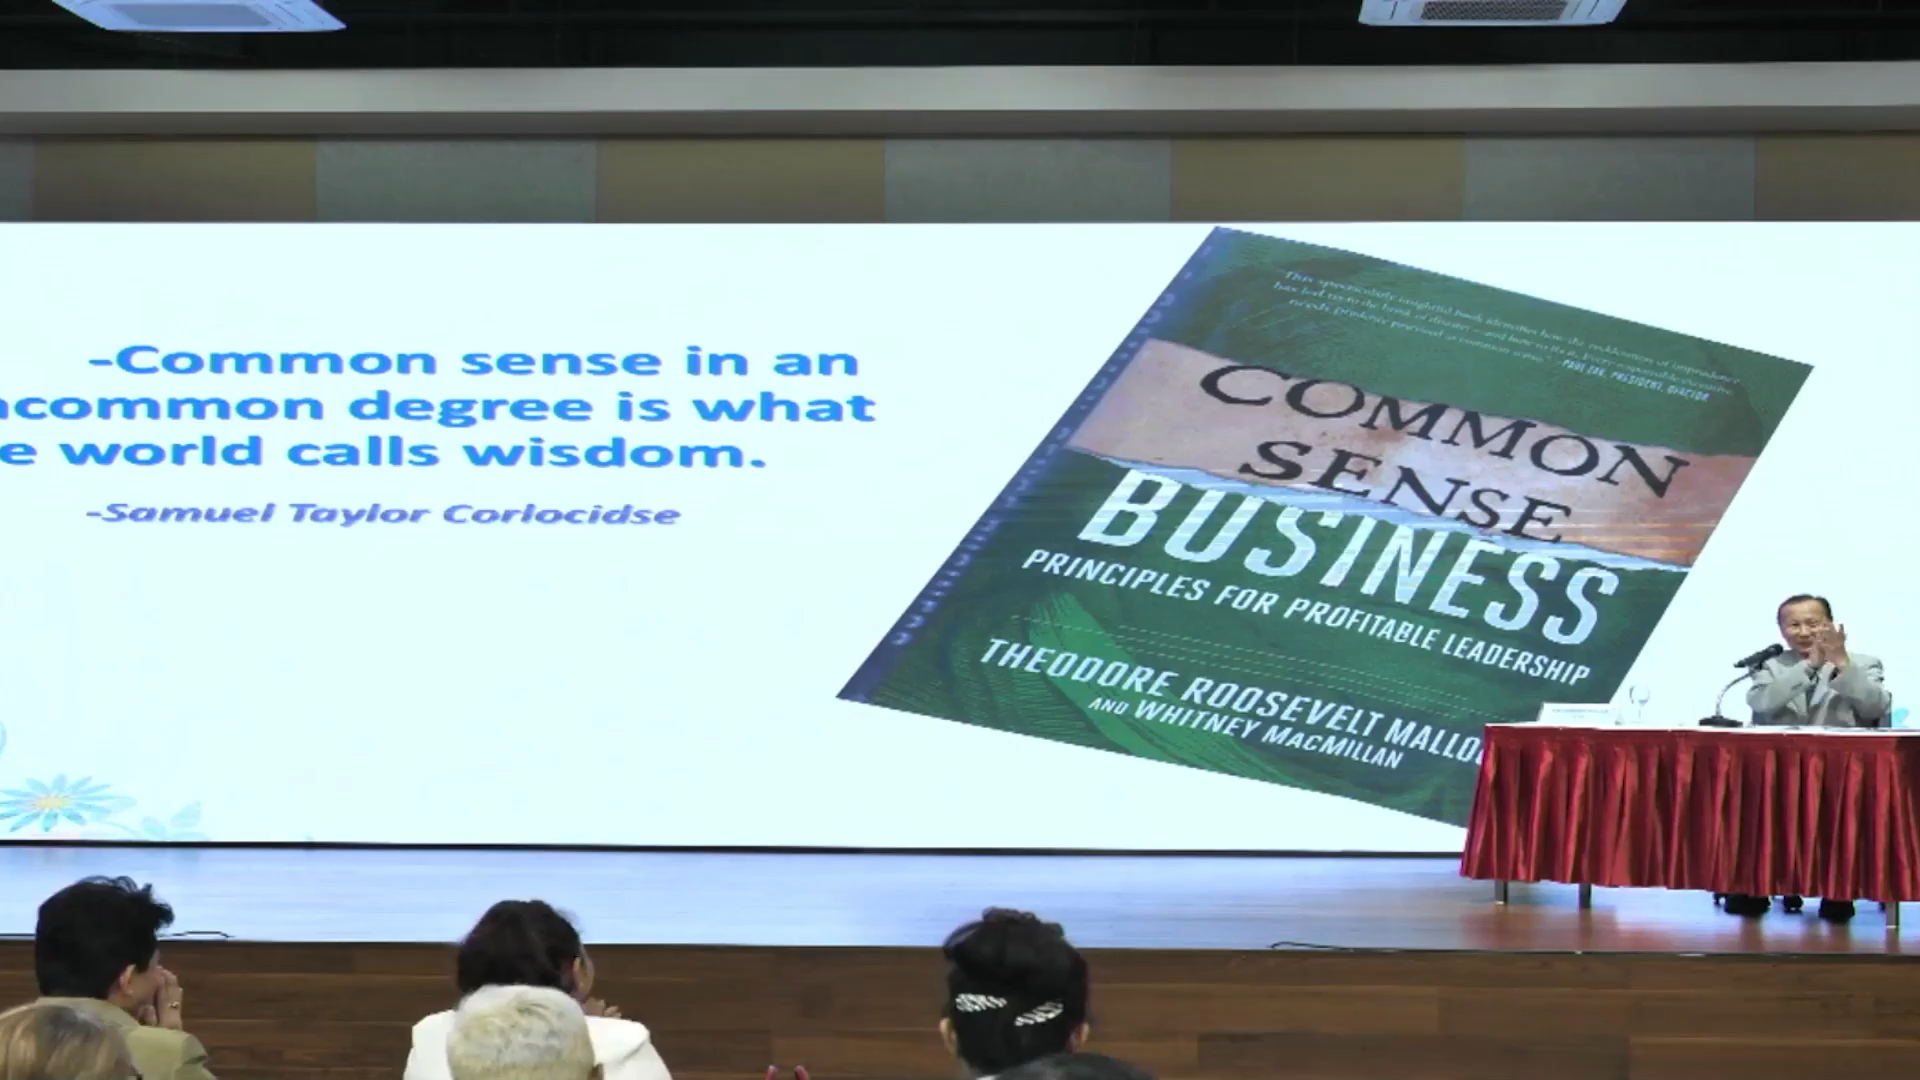 -Common sense in an
ncommon degree is what
e world calls wisdom.
-Samuel Taylor Corlocidse
COMMON
SENSE
BUSINESS
PRINCIPLES FOR PROFITABLE LEADERSHIP
THEODORE ROOSEVELT MALLO
AND WHITNEY MACMILLAN